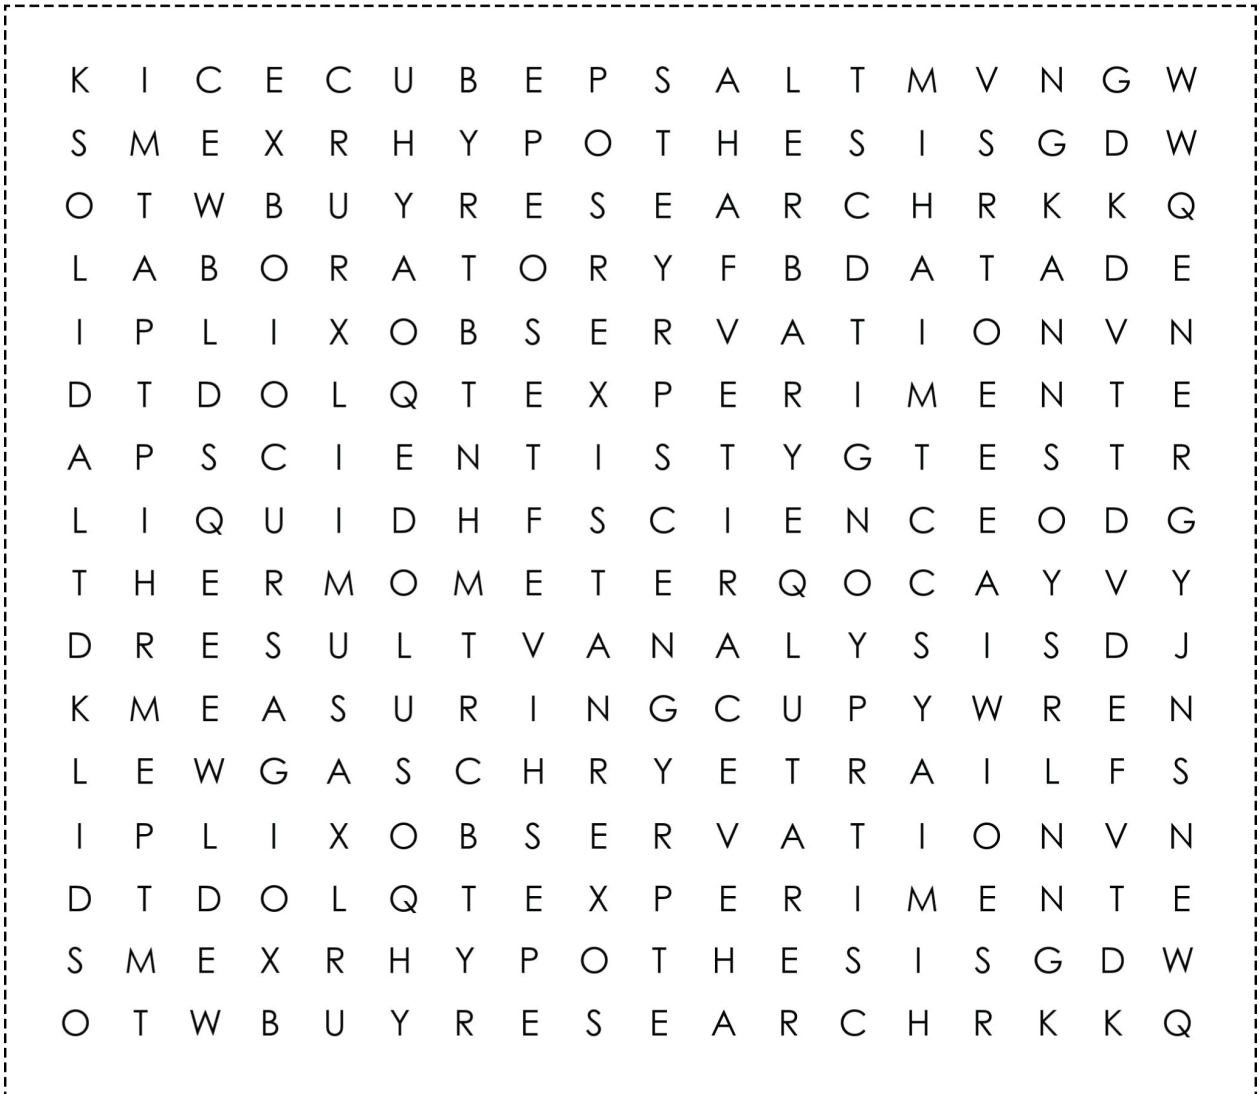 K I C E C U B E P S A L T M V N G W
S M E X R H Y P O T H E S I S G D W
O T W B U Y R E S E A R C H R K K Q
L A B O R A T O R Y F B D A T A D E
I P L I X O B S E R V A T I O N V N
D T D O L Q T E X P E R I M E N T E
A P S C I E N T I S T Y G T E S T R
L I Q U I D H F S C I E N C E O D G
T H E R M O M E T E R Q O C A Y V Y
D R E S U L T V A N A L Y S I S D J
K M E A S U R I N G C U P Y W R E N
L E W G A S C H R Y E T R A I L F S
I P L I X O B S E R V A T I O N V N
D T D O L Q T E X P E R I M E N T E
S M E X R H Y P O T H E S I S G D W
O T W B U Y R E S E A R C H R K K Q